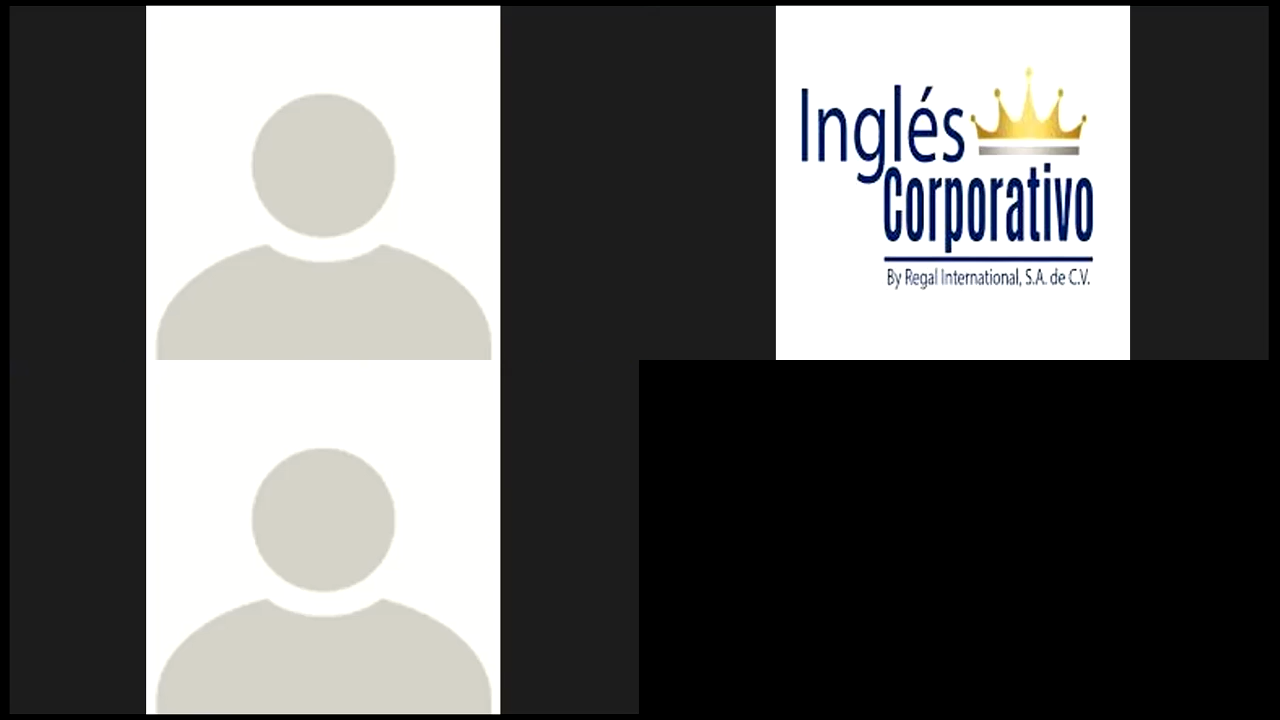 Inglés
Corporativo
By Regal International, S.A. de C.V.